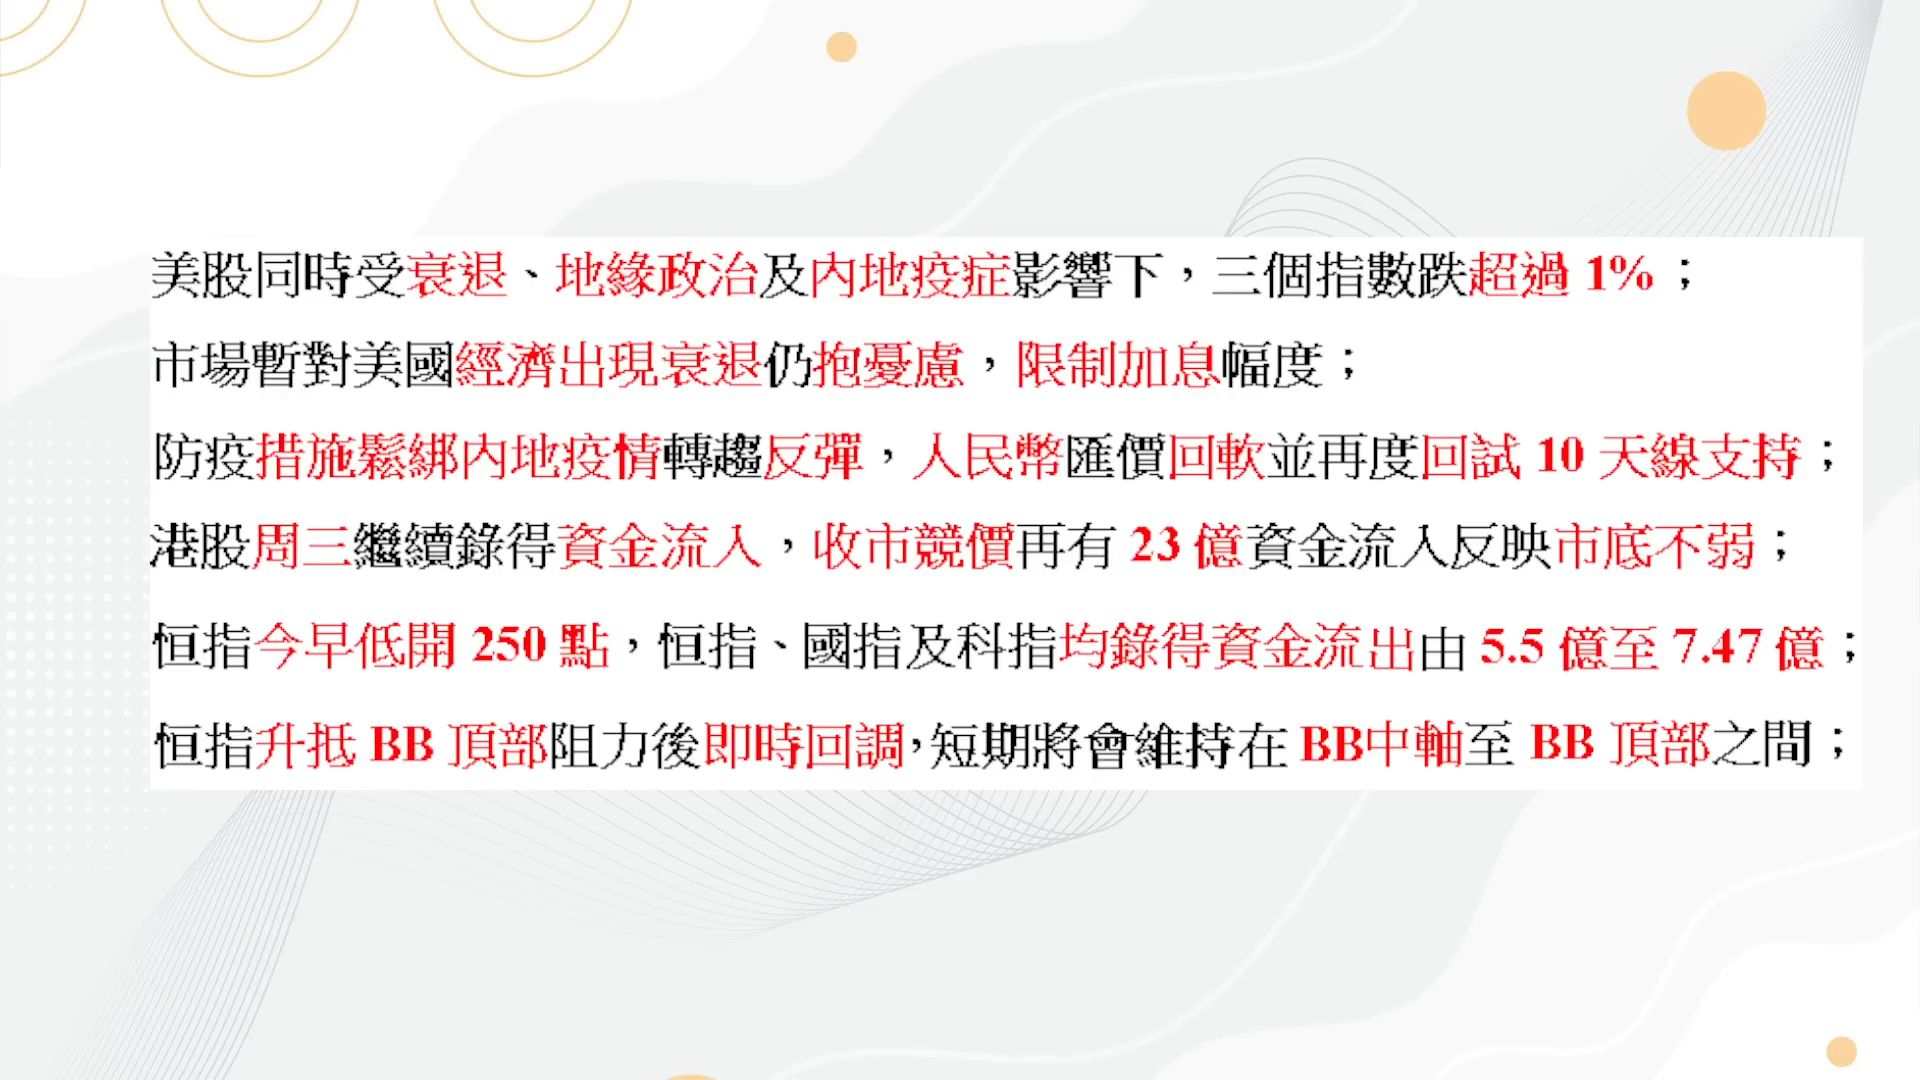 美股同時受衰退、地緣政治及內地疫症影響下，三個指數跌超過 1%；
市場暫對美國經濟出現衰退仍抱憂慮，限制加息幅度；
防疫措施鬆綁內地疫情轉趨反彈，人民幣匯價回軟並再度回試 10 天線支持；
港股周三繼續錄得資金流入，收市競價再有 23 億資金流入反映市底不弱；
恒指今早低開 250 點，恒指、國指及科指均錄得資金流出由 5.5 億至 7.47 億；
恒指升抵 BB 頂部阻力後即時回調，短期將會維持在 BB中軸至 BB 頂部之間；